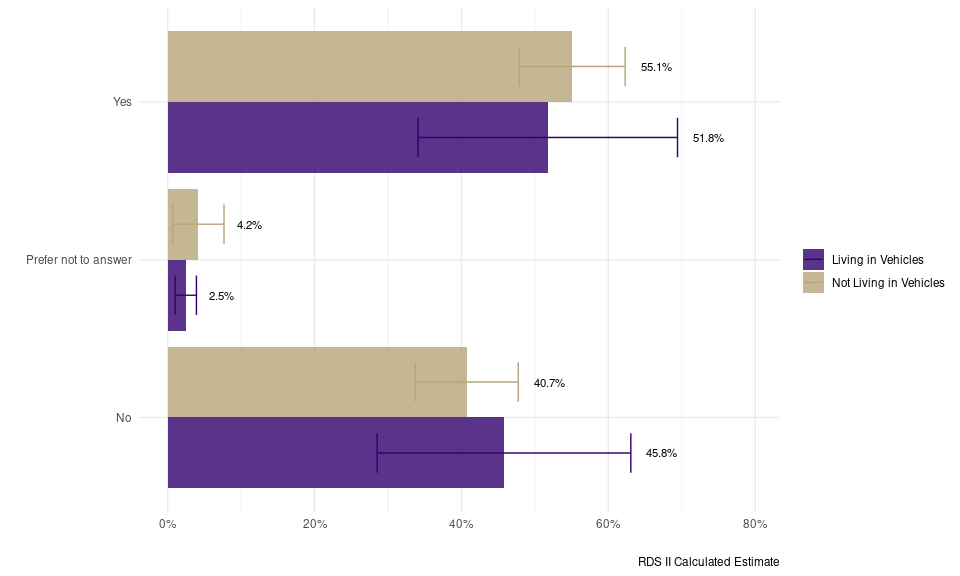 55.1%
Yes
51.8%
4.2%
Prefer not to answer
2.5%
40.7%
No
45.8%
Living in Vehicles
Not Living in Vehicles
0% 20% 40% 60% 80%
RDS II Calculated Estimate